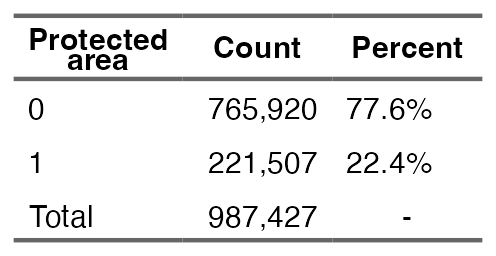 Protected area Count Percent
0 765,920 77.6%
1 221,507 22.4%
Total 987,427 -